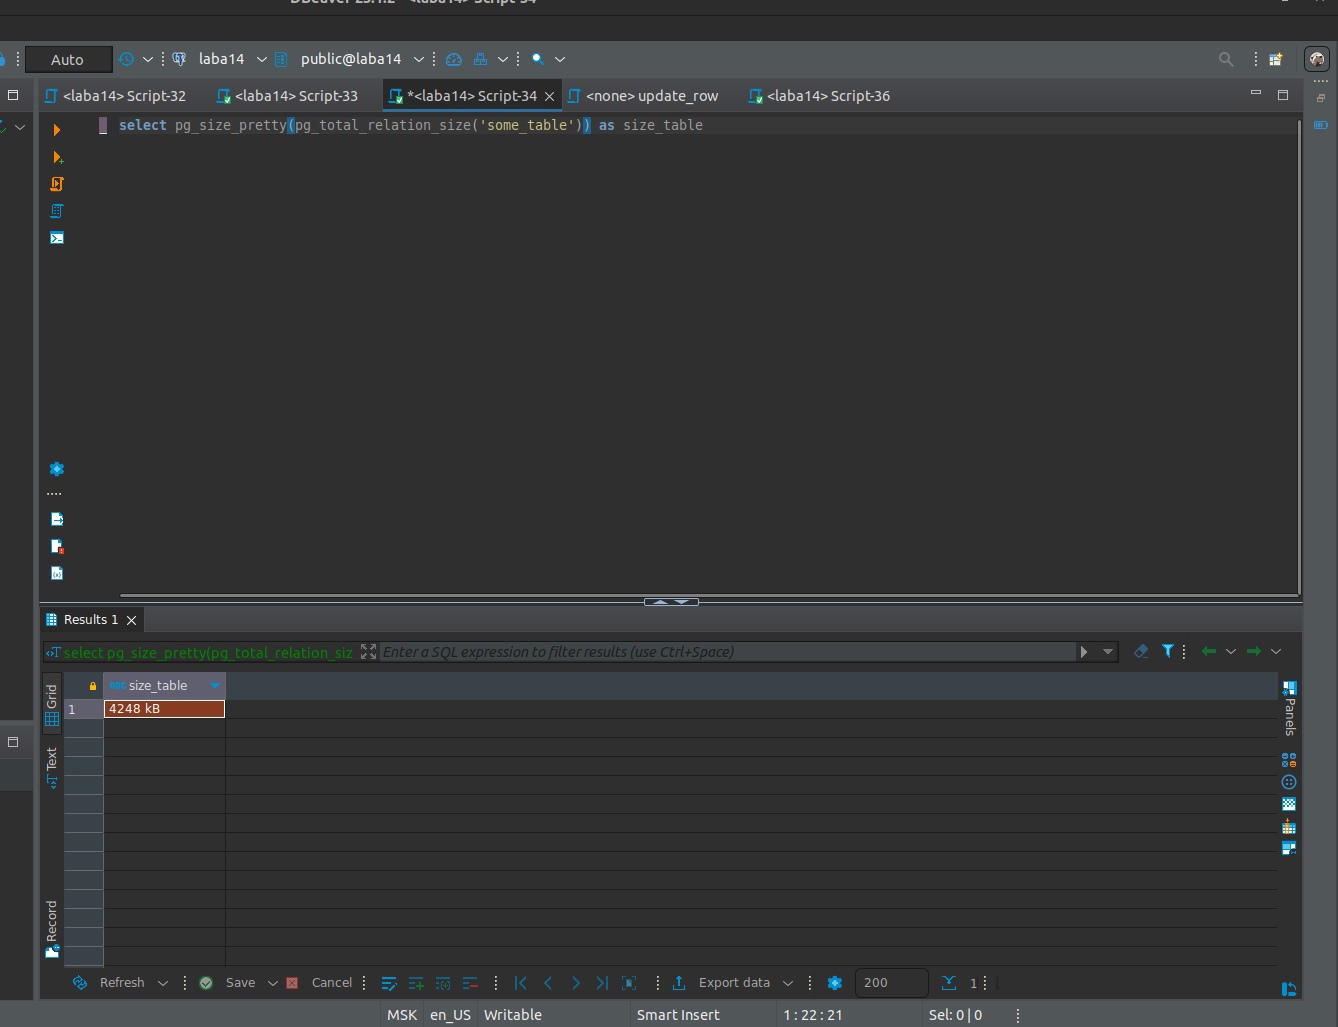 Auto laba14 public@laba14
<laba14> Script-32 <laba14> Script-33 *<laba14> Script-34 <none> update_row <laba14> Script-36
select pg_size_pretty(pg_total_relation_size('some_table')) as size_table
Results 1
select pg_size_pretty(pg_total_relation_siz Enter a SQL expression to filter results (use Ctrl+Space)
Grid
size_table
1 4248 kB
Panels
Text
Record
Refresh Save Cancel Export data 200 1
MSK en_US Writable Smart Insert 1 : 22 : 21 Sel: 0 | 0